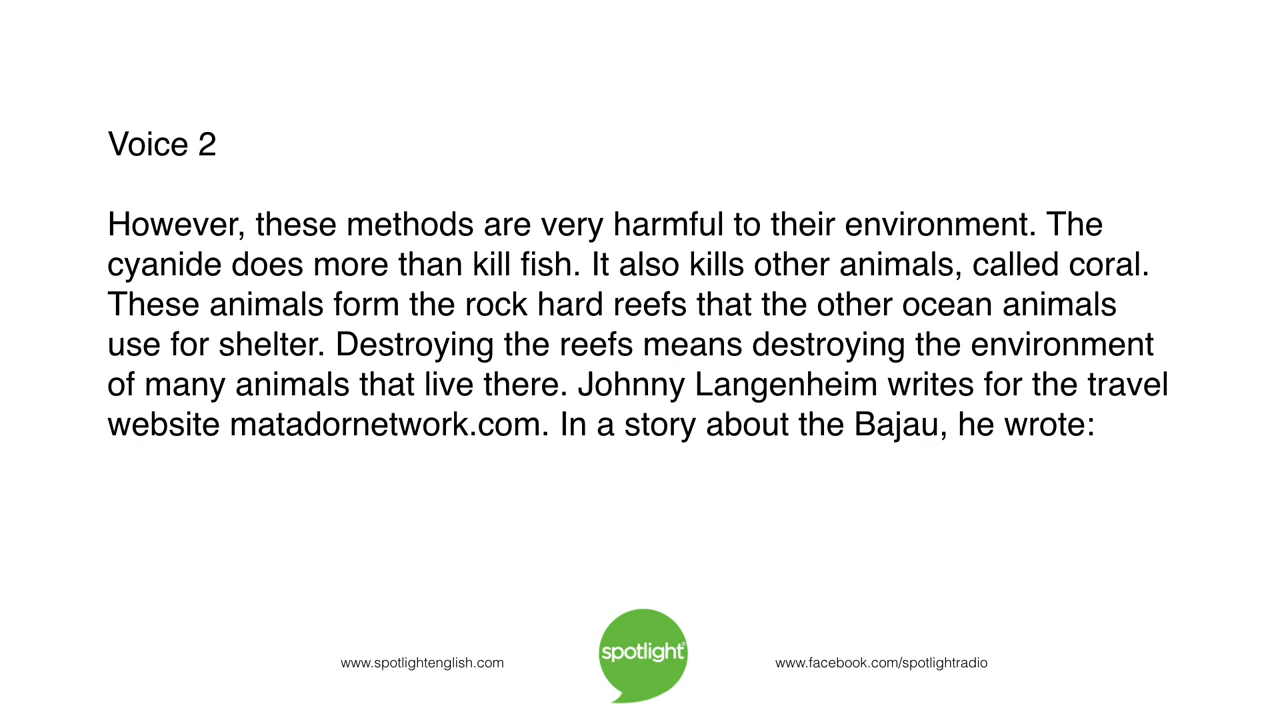 Voice 2
However, these methods are very harmful to their environment. The
cyanide does more than kill fish. It also kills other animals, called coral.
These animals form the rock hard reefs that the other ocean animals
use for shelter. Destroying the reefs means destroying the environment
of many animals that live there. Johnny Langenheim writes for the travel
website matadornetwork.com. In a story about the Bajau, he wrote:
www.spotlightenglish.com
spotlight®
www.facebook.com/spotlightradio